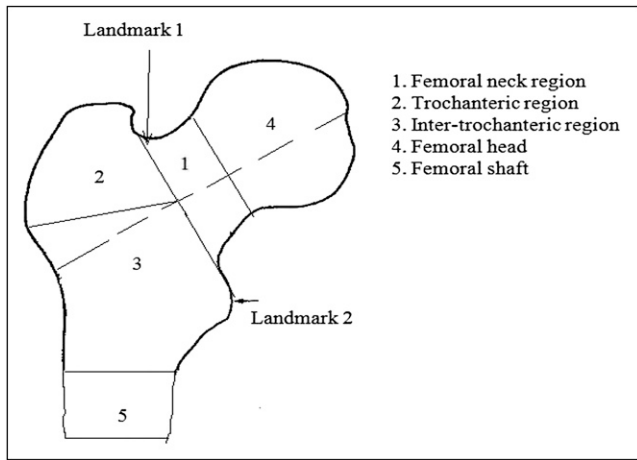 Landmark 1
1. Femoral neck region
2. Trochanteric region
3. Inter-trochanteric region
4. Femoral head
5. Femoral shaft
4
1
2
3
Landmark 2
5